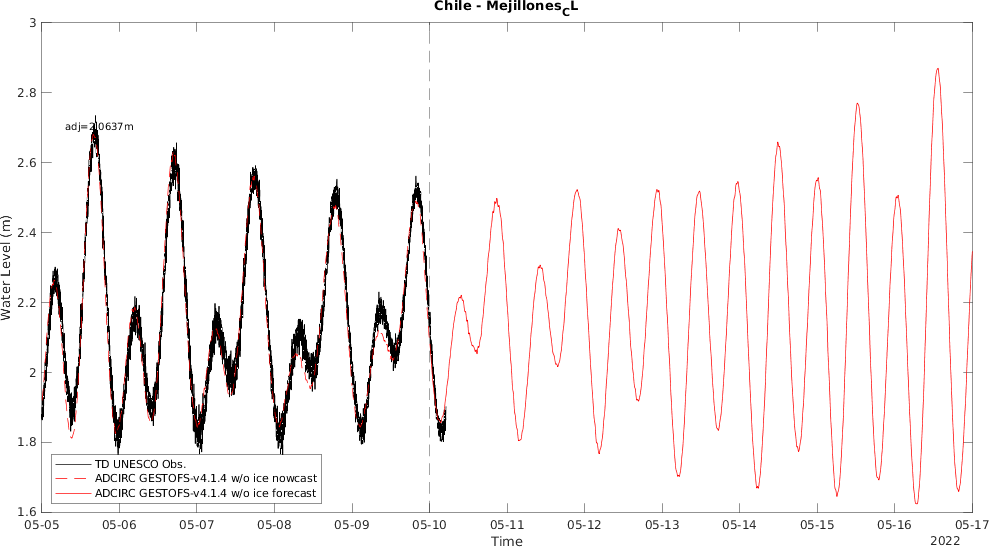 Chile - Mejillones_CL
Water Level (m)
3
2.8
2.6
2.4
2.2
2
1.8
1.6
adj=2.0637m
TD UNESCO Obs.
ADCIRC GESTOFS-v4.1.4 w/o ice nowcast
ADCIRC GESTOFS-v4.1.4 w/o ice forecast
05-05 05-06 05-07 05-08 05-09 05-10 05-11 05-12 05-13 05-14 05-15 05-16 05-17
Time
2022